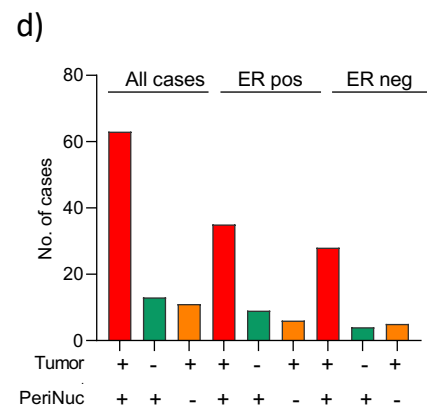 d)
All cases ER pos ER neg
80
60
40
20
0
No. of cases
Tumor + - + + - + + - +
PeriNuc + + - + + - + + -